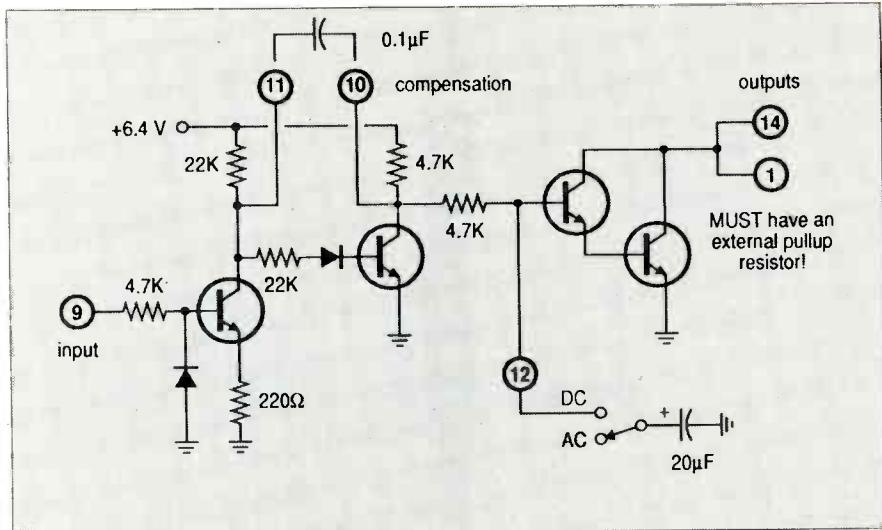 0.1µF
11
10
compensation
outputs
+6.4 V
14
22K
4.7K
1
4.7K
MUST have an
external pullup
resistor!
4.7K
22K
9
input
12
220Ω
DC
+
AC
20µF